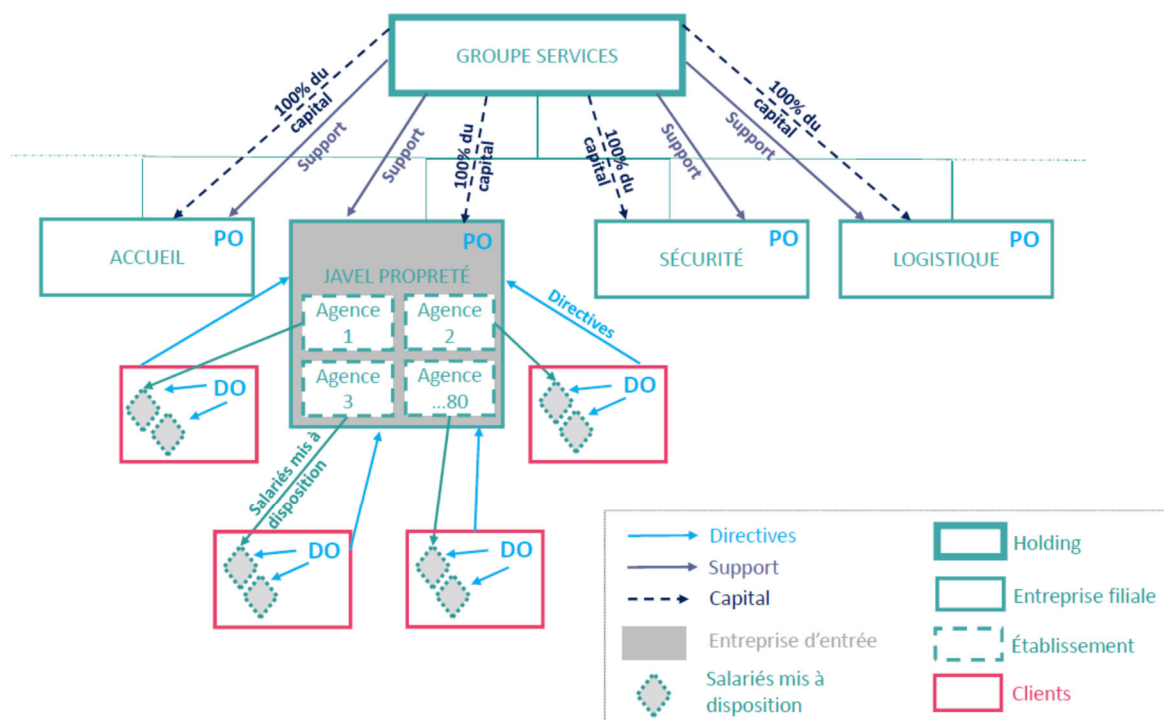 GROUPE SERVICES
100% du
capital
Support
Support
100% du
capital
100% du
capital
Support
Support
100% du
capital
PO
ACCUEIL
PO
JAVEL PROPRETÉ
PO
SÉCURITÉ
PO
LOGISTIQUE
Agence
1
Agence
2
Agence
3
Agence
...80
Directives
DO
DO
Salariés mis à
disposition
DO
DO
Directives
Support
Capital
Entreprise d'entrée
Salariés mis à
disposition
Holding
Entreprise filiale
Établissement
Clients